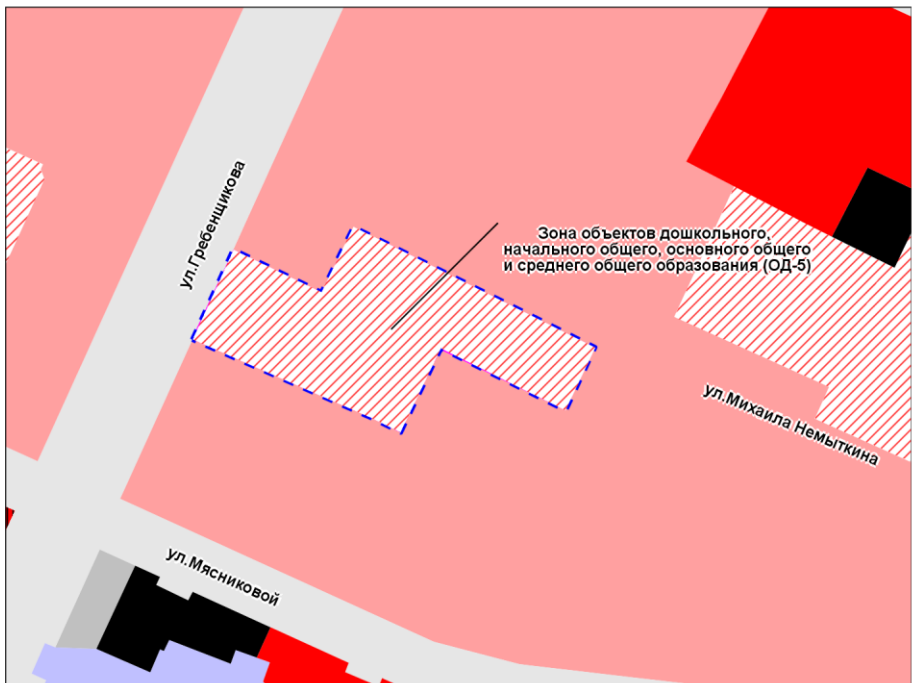 ул.Гребенщикова
Зона объектов дошкольного,
начального общего, основного общего
и среднего общего образования (ОД-5)
ул.Михаила Немыткина
ул.Мясниковой